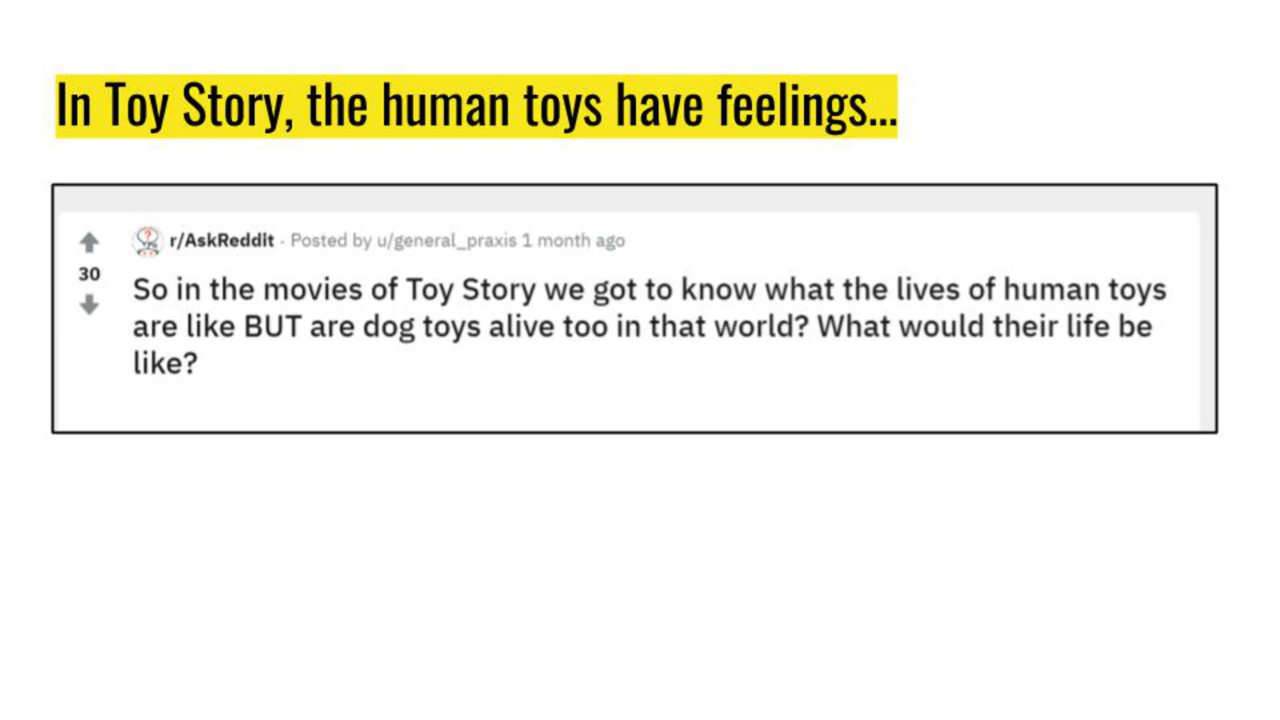 In Toy Story, the human toys have feelings...
r/AskReddit · Posted by u/general_praxis 1 month ago
30
So in the movies of Toy Story we got to know what the lives of human toys
are like BUT are dog toys alive too in that world? What would their life be
like?